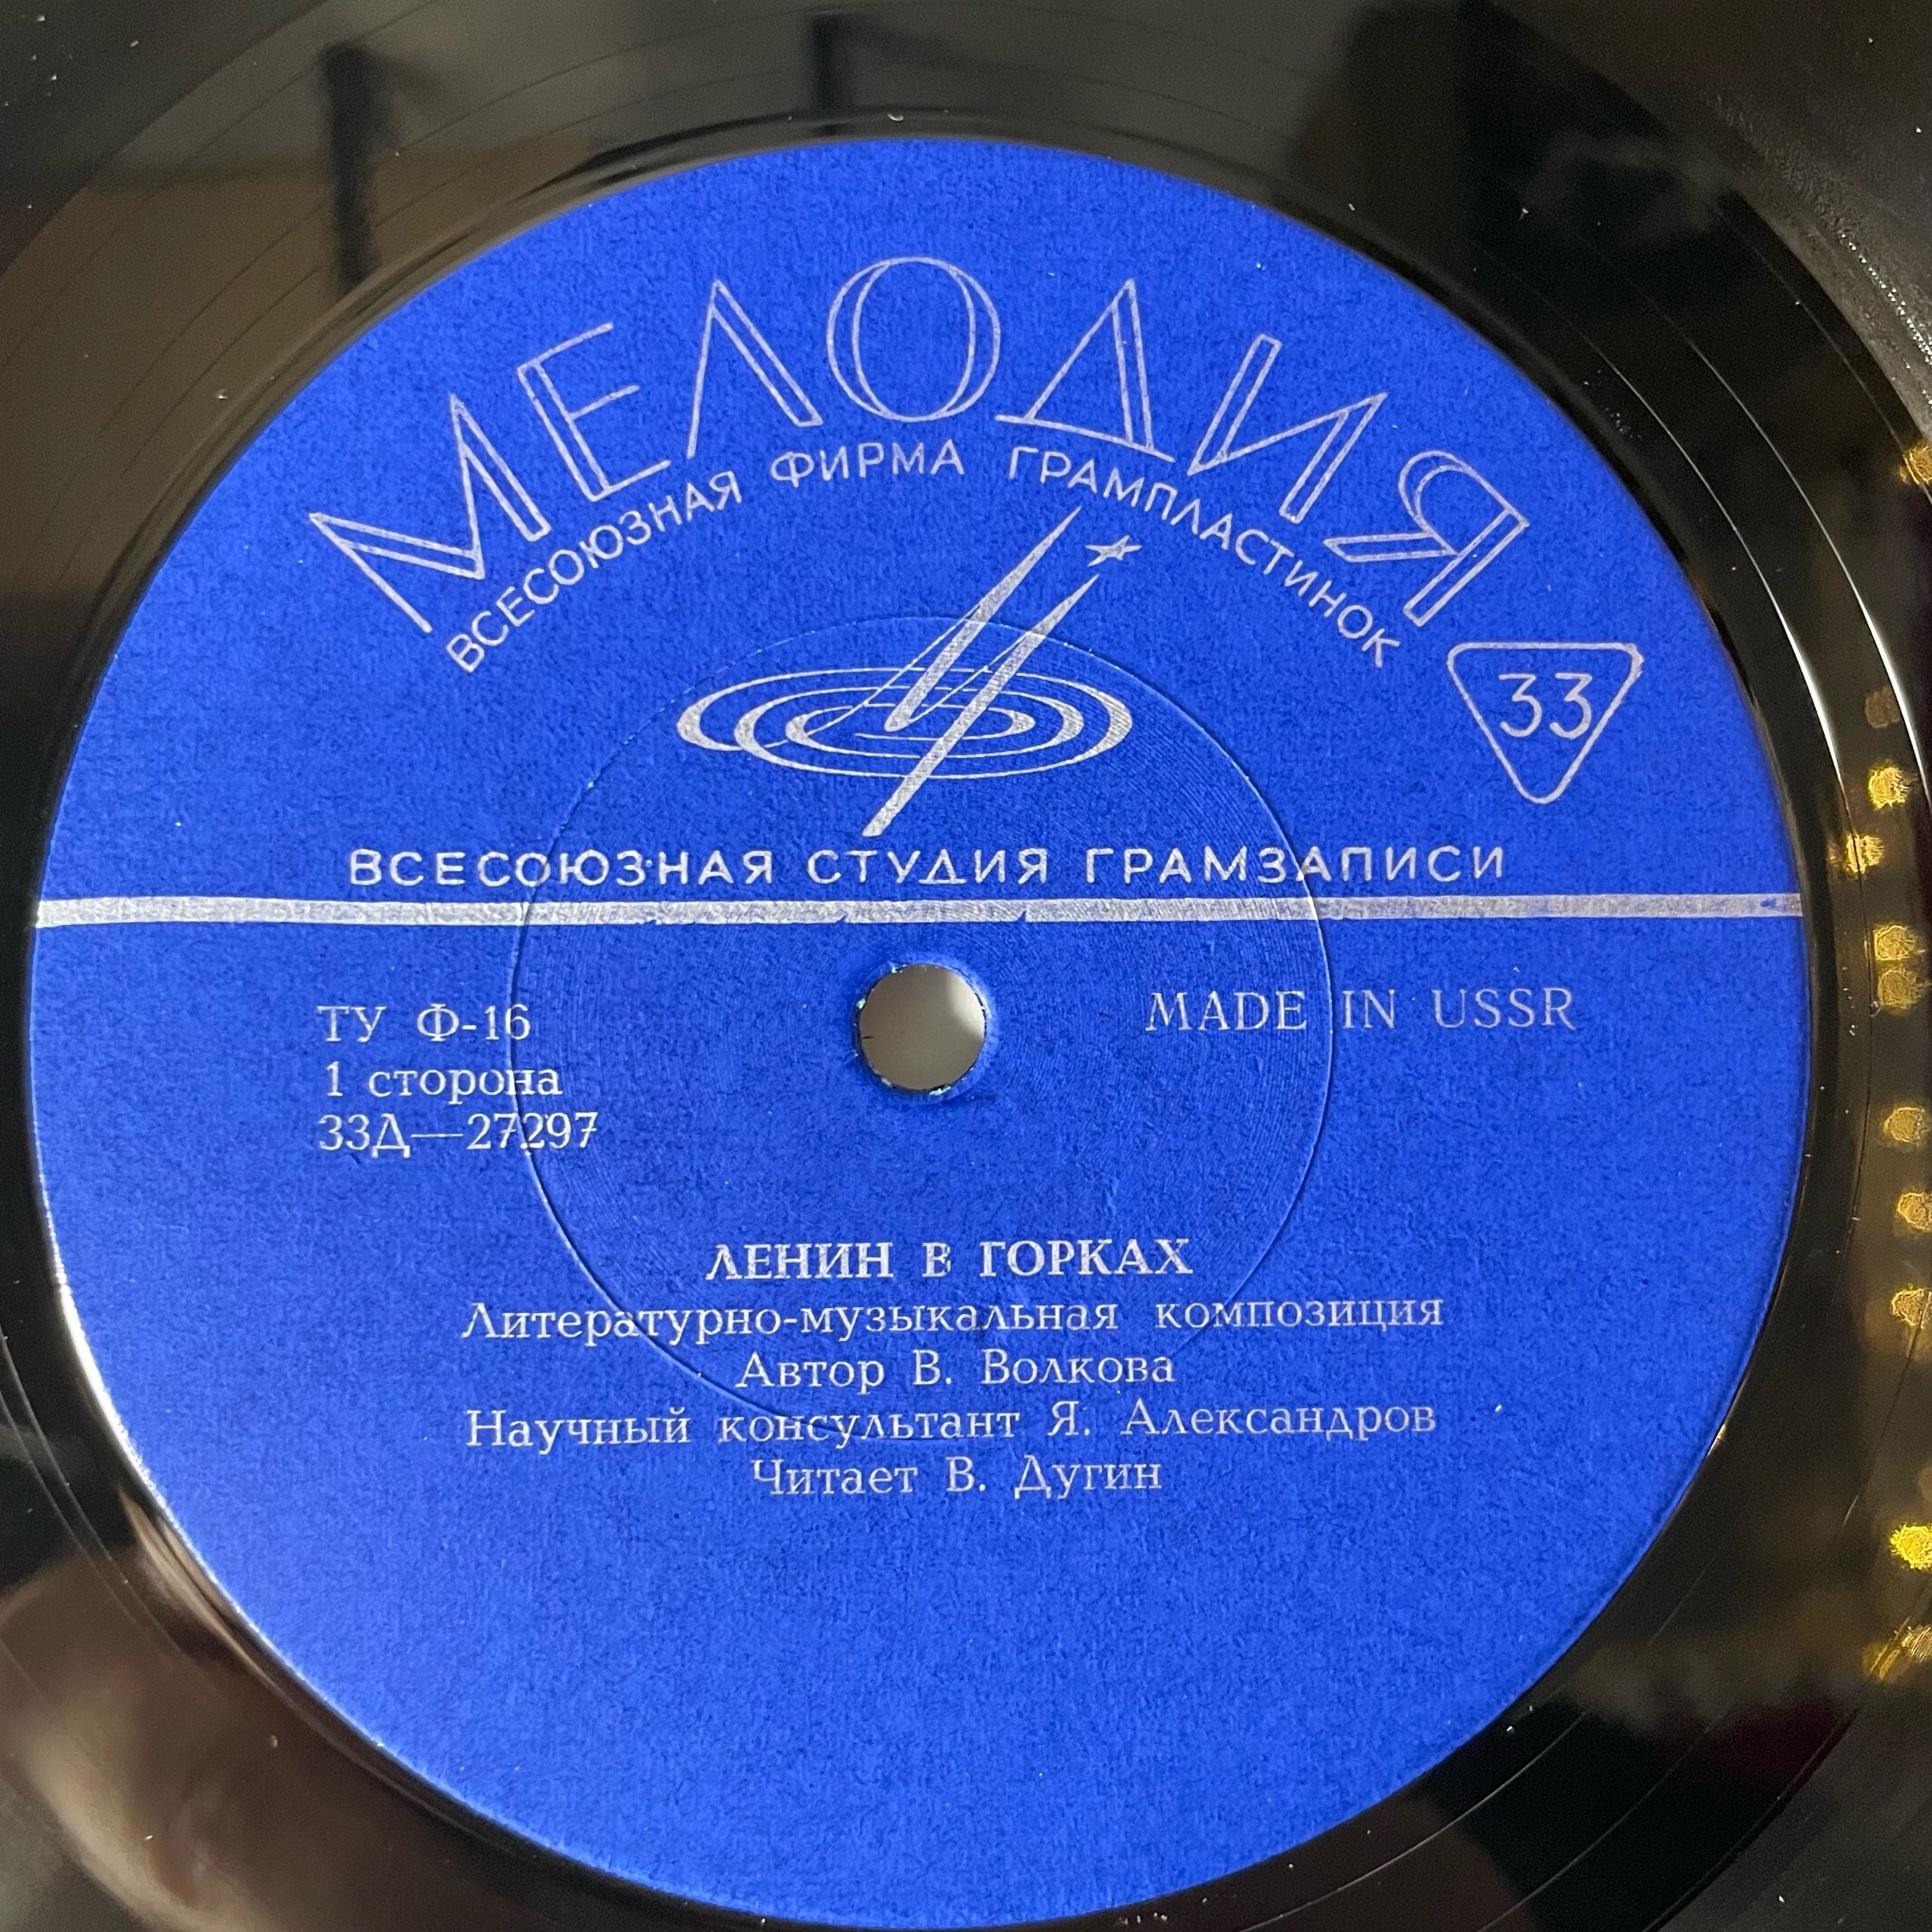 МЕЛОДИЯ
ВСЕСОЮЗНАЯ ФИРМА ГРАМПЛАСТИНОК
33
ВСЕСОЮЗНАЯ СТУДИЯ ГРАМЗАПИСИ
ТУ Ф-16
MADE IN USSR
1 сторона
33Д—27297
ЛЕНИН В ГОРКАХ
Литературно-музыкальная композиция
Автор В. Волкова
Научный консультант Я. Александров
Читает В. Дугин